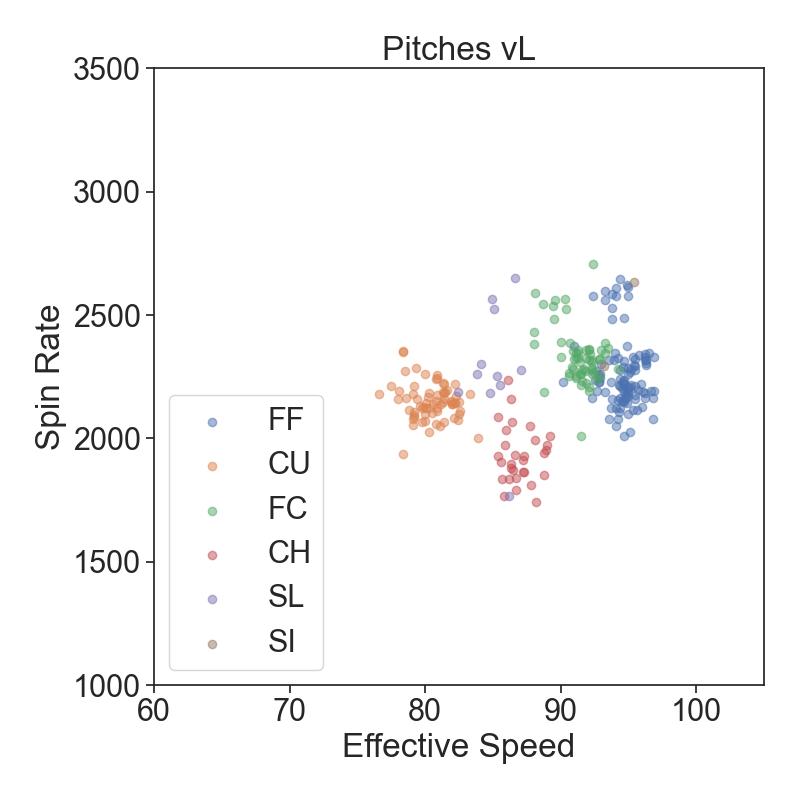 Pitches vL
3500
3000
2500
2000
1500
1000
Spin Rate
FF
CU
FC
CH
SL
SI
60 70 80 90 100
Effective Speed